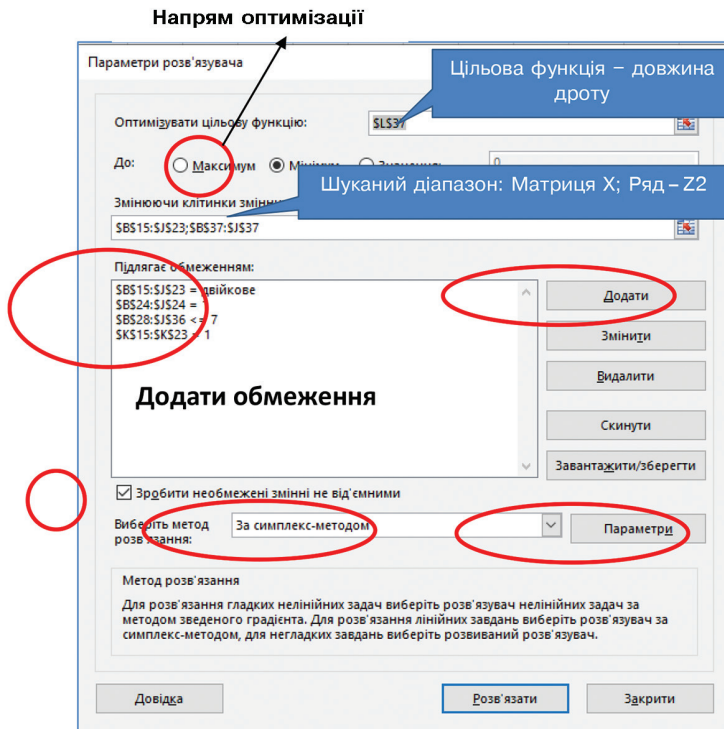 Напрям оптимізації
Параметри розв'язувача
Цільова функція – довжина
дроту
Оптимізувати цільову функцію:
$L$37
До:
Максимум
Шуканий діапазон: Матриця X; Ряд – Z2
Змінюючи клітинки
$B$15:$J$23;$B$37:$J$37
Підлягає обмеженням:
$B$15:$J$23 = двійкове
$B$24:$J$24 = 1
$B$28:$J$36 <= 7
$K$15:$K$23 = 1
Додати
Змінити
Видалити
Додати обмеження
Скинути
Завантажити/зберегти
Зробити необмежені змінні не від'ємними
Виберіть метод
розв'язання:
За симплекс-методом
Параметри
Метод розв'язання
Для розв'язання гладких нелінійних задач виберіть розв'язувач нелінійних задач за
методом зведеного градієнта. Для розв'язання лінійних завдань виберіть розв'язувач за
симплекс-методом, для негладких завдань виберіть розвиваний розв'язувач.
Довідка
Розв'язати
Закрити